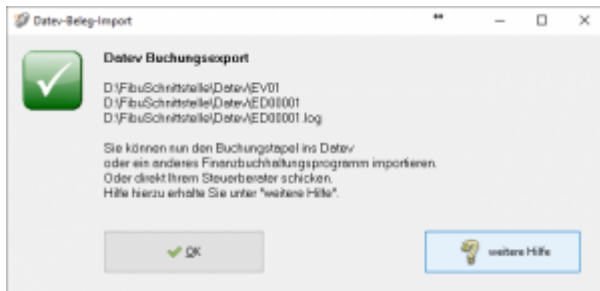 Datev-Beleg-Import
Datev Buchungsexport
D:\FibuSchnittstelle\Datev\EV01
D:\FibuSchnittstelle\Datev\ED00001
D:\FibuSchnittstelle\Datev\ED00001.log
Sie können nun den Buchungstapel ins Datev
oder ein anderes Finanzbuchhaltungsprogramm importieren.
Oder direkt Ihrem Steuerberater schicken.
Hilfe hierzu erhalte Sie unter "weitere Hilfe".
OK
weitere Hilfe